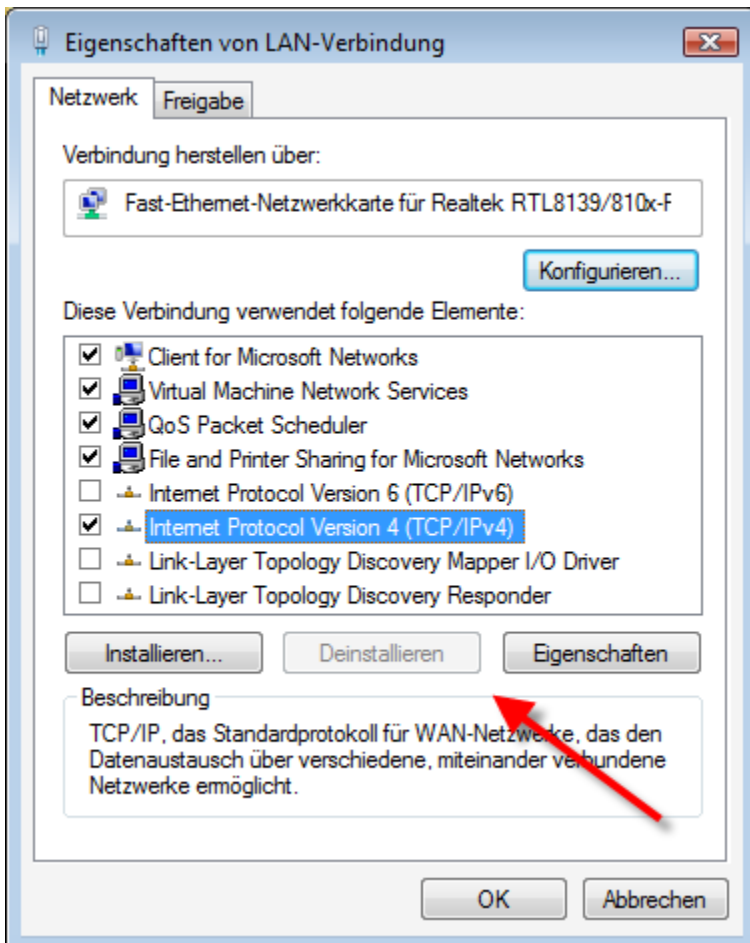 Eigenschaften von LAN-Verbindung
Netzwerk
Freigabe
Verbindung herstellen über:
Fast-Ethernet-Netzwerkkarte für Realtek RTL8139/810x-F
Konfigurieren...
Diese Verbindung verwendet folgende Elemente:
Client for Microsoft Networks
Virtual Machine Network Services
QoS Packet Scheduler
File and Printer Sharing for Microsoft Networks
Internet Protocol Version 6 (TCP/IPv6)
Internet Protocol Version 4 (TCP/IPv4)
Link-Layer Topology Discovery Mapper I/O Driver
Link-Layer Topology Discovery Responder
Installieren...
Deinstallieren
Eigenschaften
Beschreibung
TCP/IP, das Standardprotokoll für WAN-Netzwerke, das den
Datenaustausch über verschiedene, miteinander verbundene
Netzwerke ermöglicht.
OK
Abbrechen